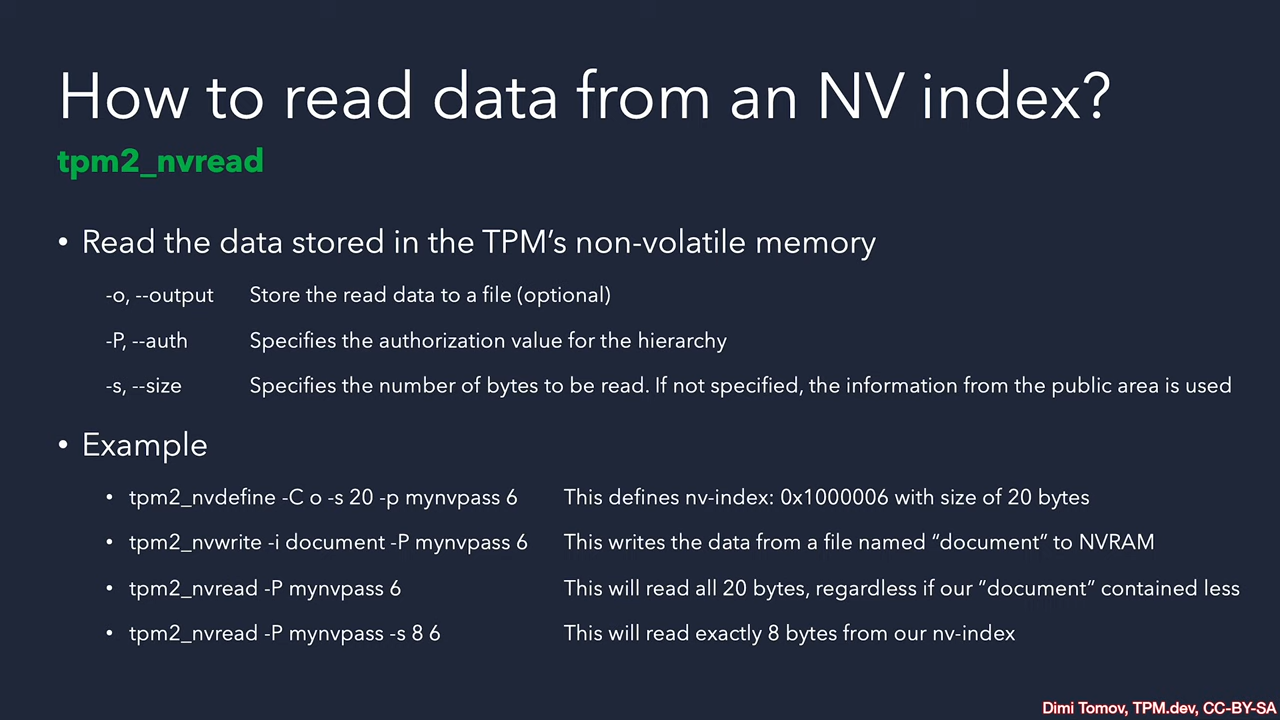 How to read data from an NV index?
tpm2_nvread
• Read the data stored in the TPM’s non-volatile memory
-o, --output Store the read data to a file (optional)
-P, --auth Specifies the authorization value for the hierarchy
-s, --size Specifies the number of bytes to be read. If not specified, the information from the public area is used
• Example
• tpm2_nvdefine -C o -s 20 -p mynvpass 6 This defines nv-index: 0x1000006 with size of 20 bytes
• tpm2_nvwrite -i document -P mynvpass 6 This writes the data from a file named “document” to NVRAM
• tpm2_nvread -P mynvpass 6 This will read all 20 bytes, regardless if our ”document” contained less
• tpm2_nvread -P mynvpass -s 8 6 This will read exactly 8 bytes from our nv-index
Dimi Tomov, TPM.dev, CC-BY-SA